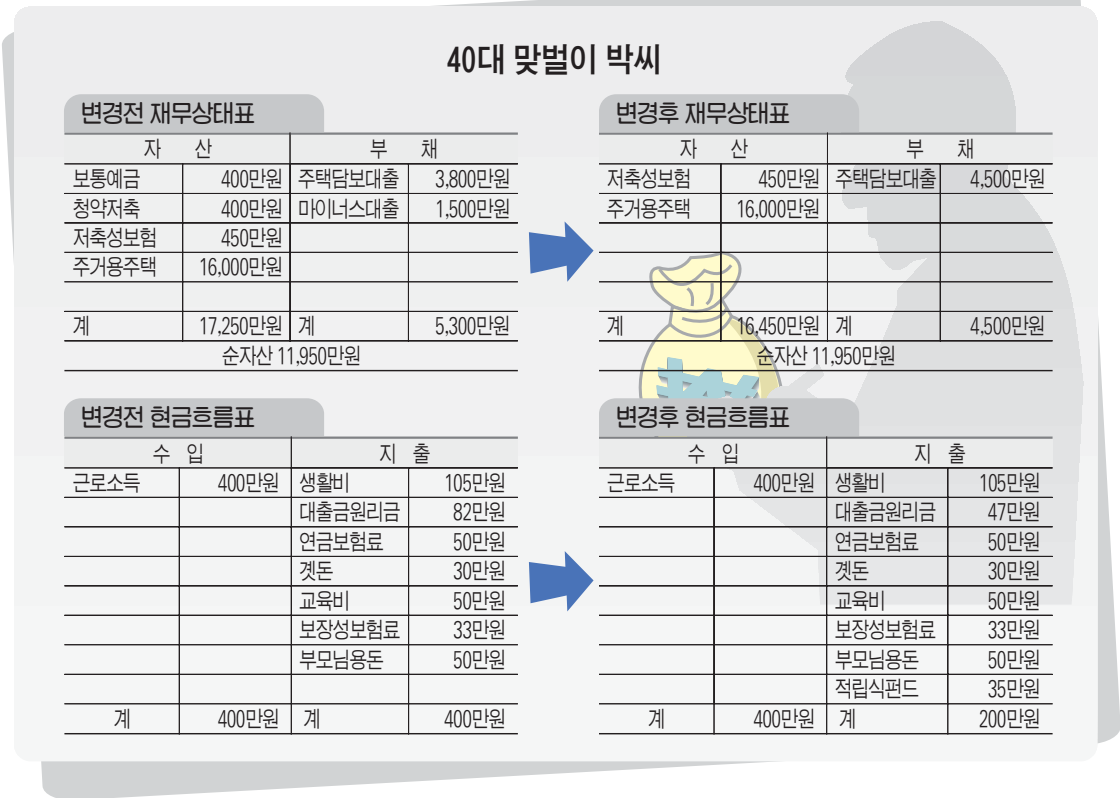 40대 맞벌이 박씨
변경전 재무상태표
자 산 부 채
보통예금 400만원 주택담보대출 3,800만원
청약저축 400만원 마이너스대출 1,500만원
저축성보험 450만원
주거용주택 16,000만원
계 17,250만원 계 5,300만원
순자산 11,950만원
변경후 재무상태표
자 산 부 채
저축성보험 450만원 주택담보대출 4,500만원
주거용주택 16,000만원
계 16,450만원 계 4,500만원
순자산 11,950만원
변경전 현금흐름표
수 입 지 출
근로소득 400만원 생활비 105만원
대출금원리금 82만원
연금보험료 50만원
곗돈 30만원
교육비 50만원
보장성보험료 33만원
부모님용돈 50만원
계 400만원 계 400만원
변경후 현금흐름표
수 입 지 출
근로소득 400만원 생활비 105만원
대출금원리금 47만원
연금보험료 50만원
곗돈 30만원
교육비 50만원
보장성보험료 33만원
부모님용돈 50만원
적립식펀드 35만원
계 400만원 계 200만원